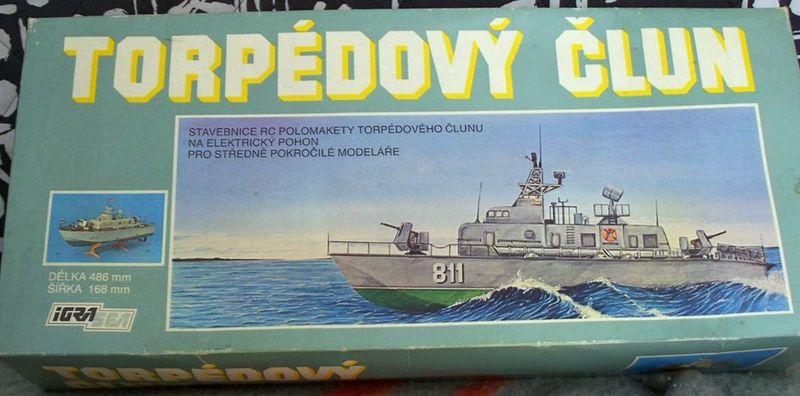 TORPÉDOVÝ ČLUN
STAVEBNICE RC POLOMAKETY TORPÉDOVÉHO ČLUNU
NA ELEKTRICKÝ POHON
PRO STŘEDNĚ POKROČILÉ MODELÁŘE
811
DÉLKA 486 mm
ŠÍŘKA 168 mm
IGRA SEA
TORPÉDOVÝ